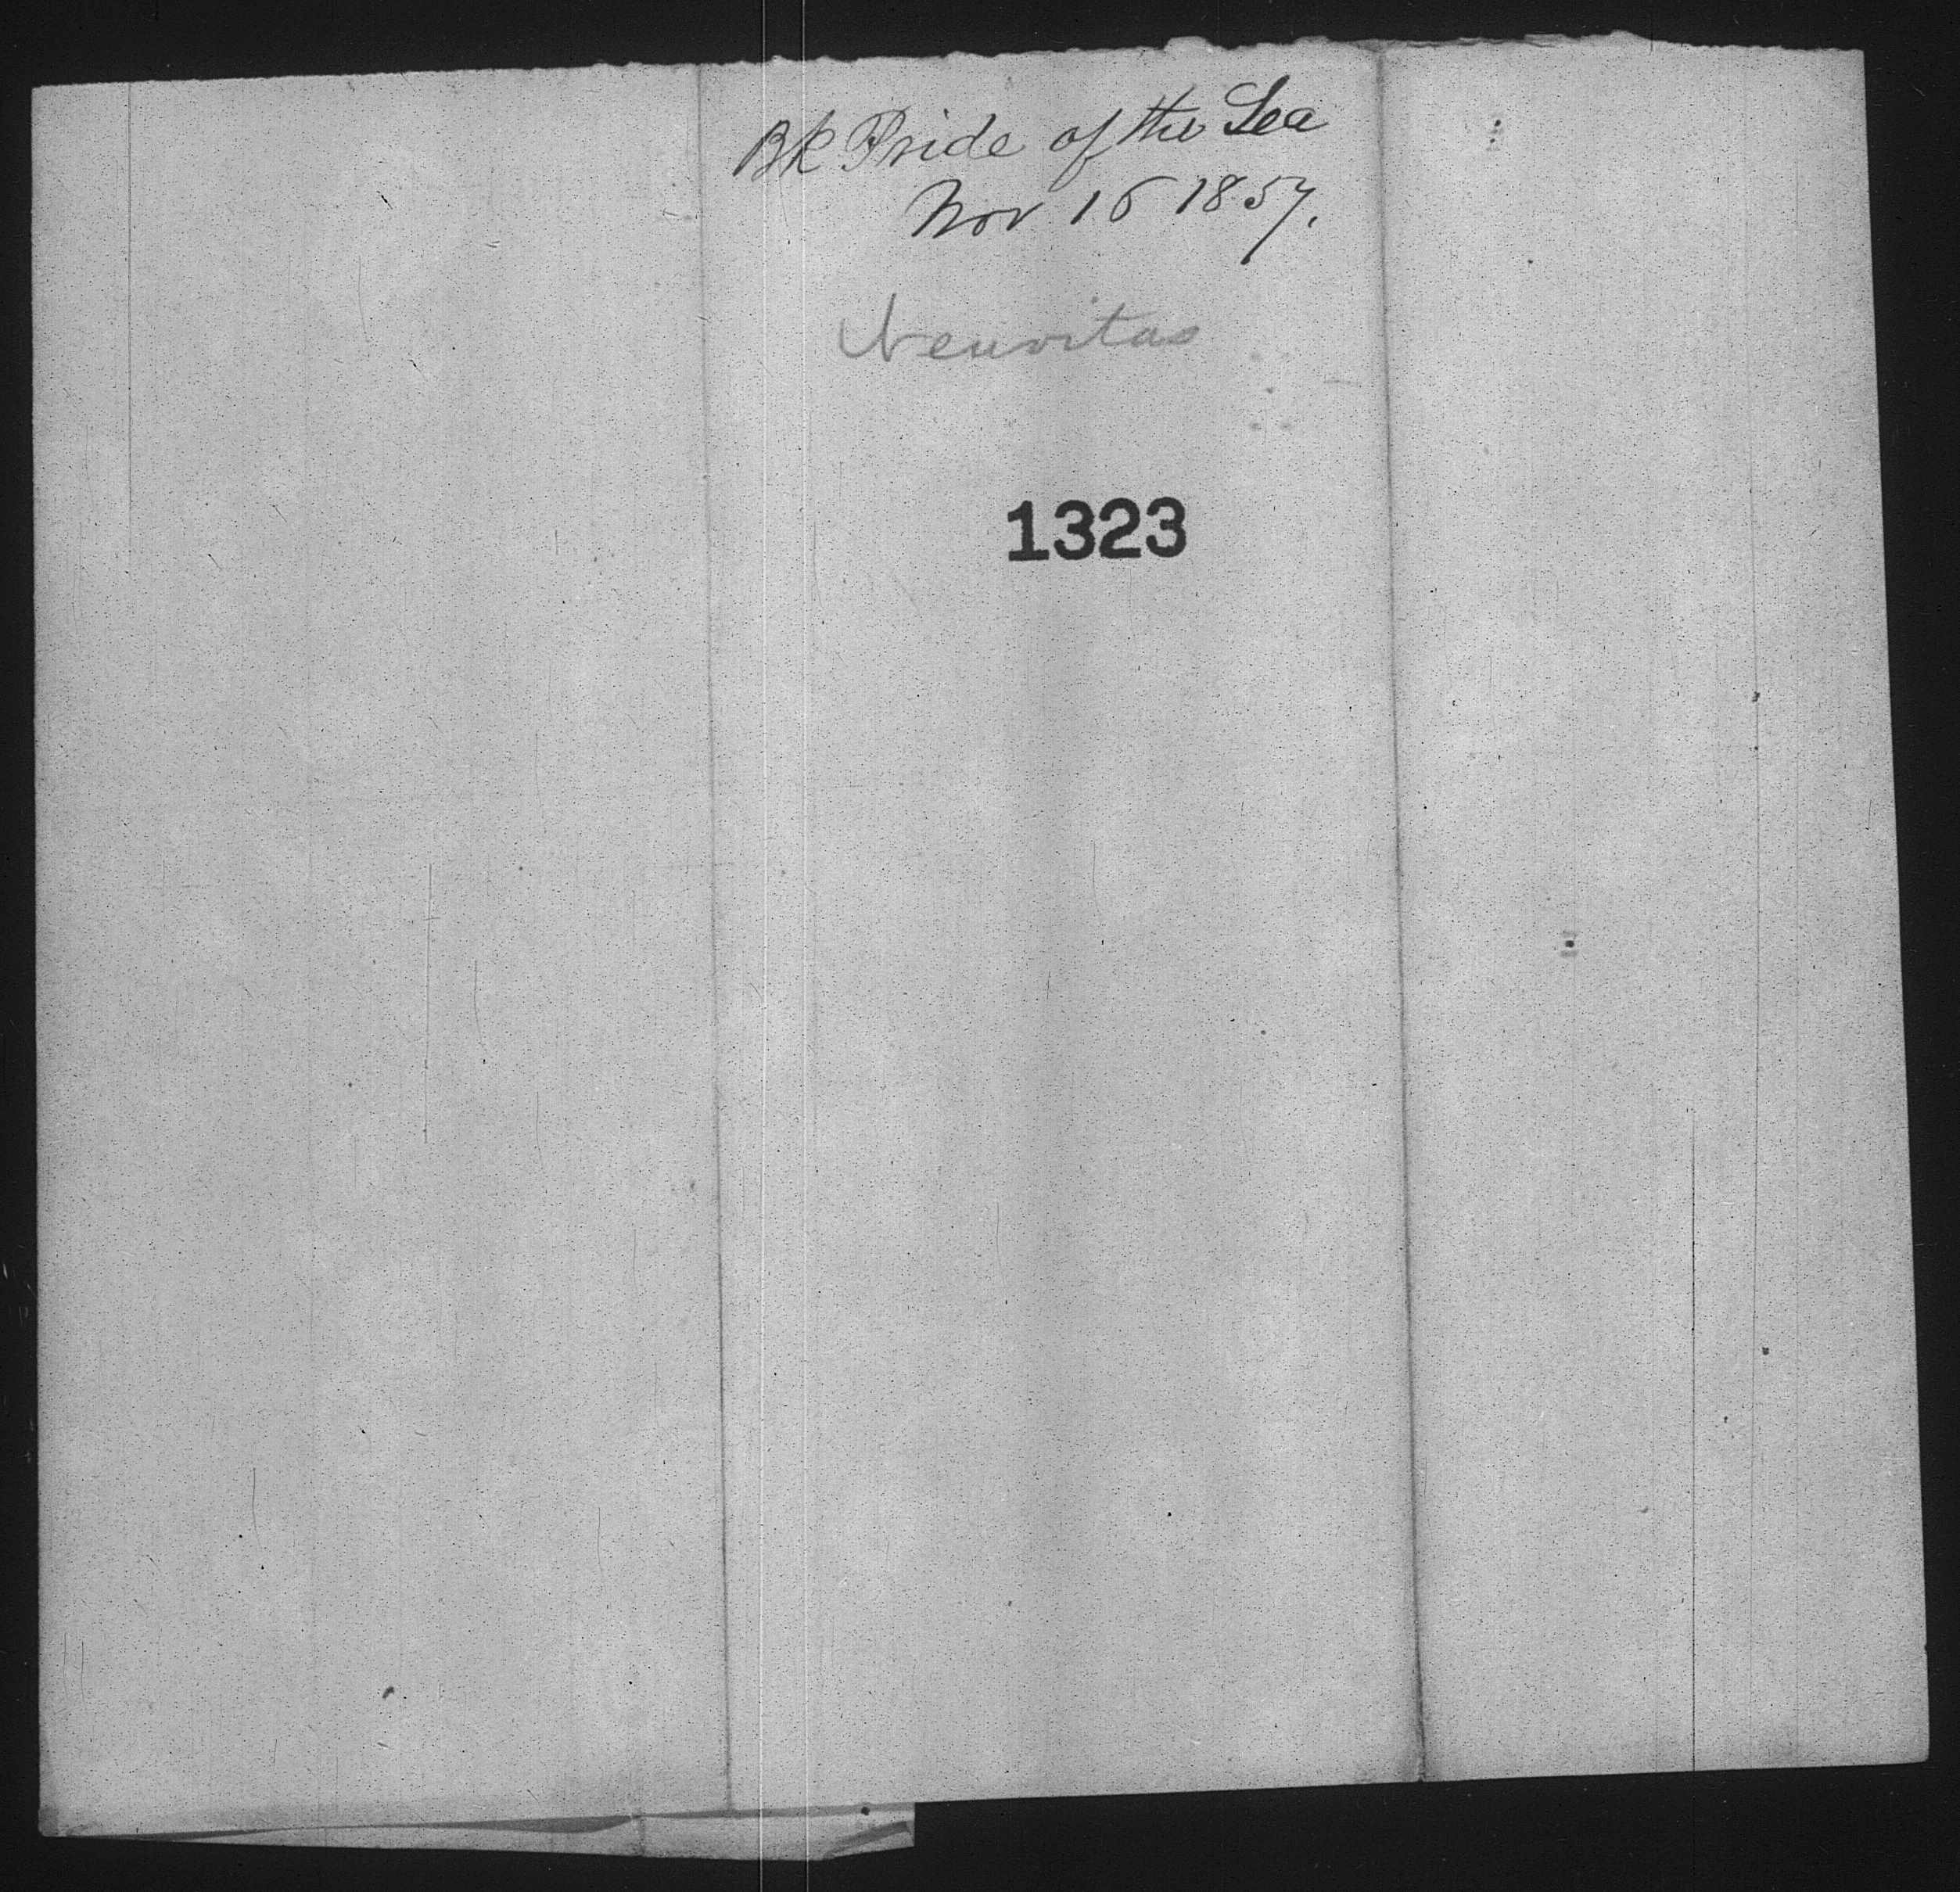 Bk Pride of the Sea
Nov 16 1857.
Neuvitas
1323